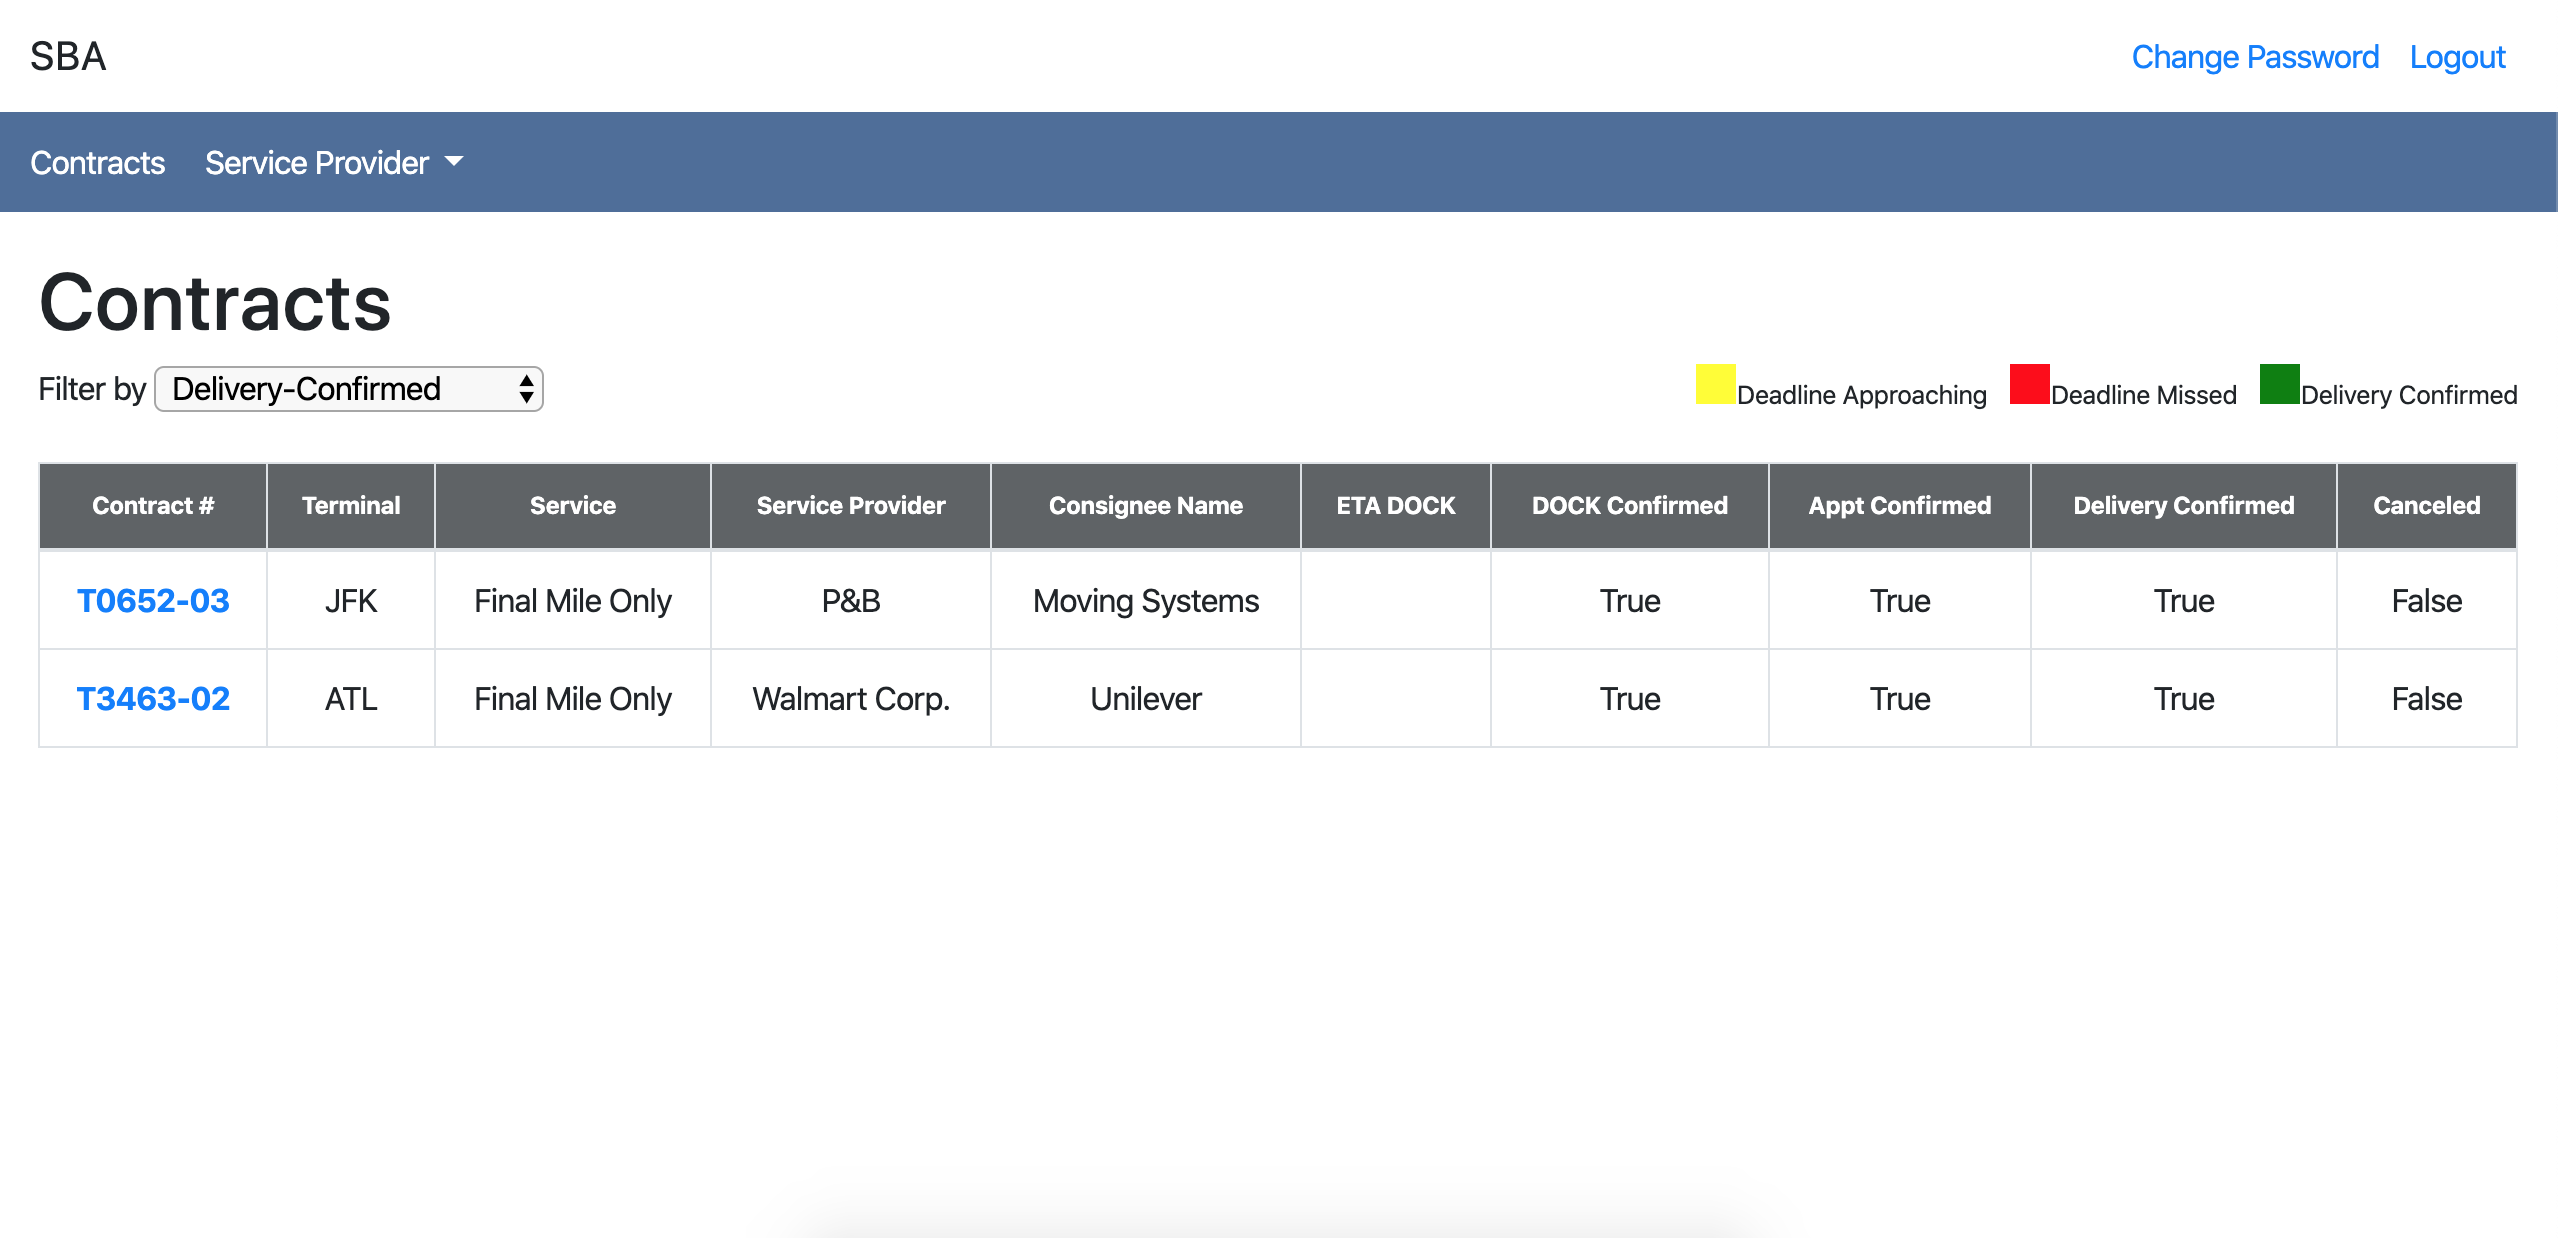 SBA Change Password Logout
Contracts Service Provider
Contracts
Filter by Delivery-Confirmed Deadline Approaching Deadline Missed Delivery Confirmed
Contract # Terminal Service Service Provider Consignee Name ETA DOCK DOCK Confirmed Appt Confirmed Delivery Confirmed Canceled
T0652-03 JFK Final Mile Only P&B Moving Systems True True True False
T3463-02 ATL Final Mile Only Walmart Corp. Unilever True True True False